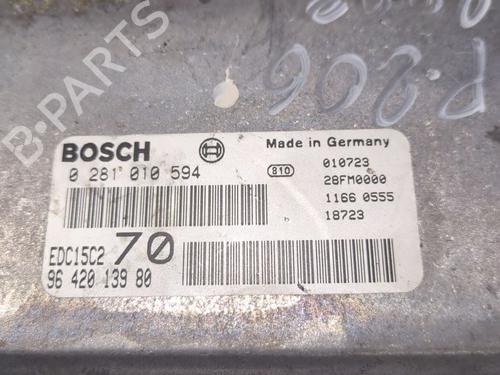 P.206
B-PARTS
BOSCH
Made in Germany
0 281 010 594
810
010723
28FM0000
1166 0555
18723
EDC15C2 70
96 420 139 80